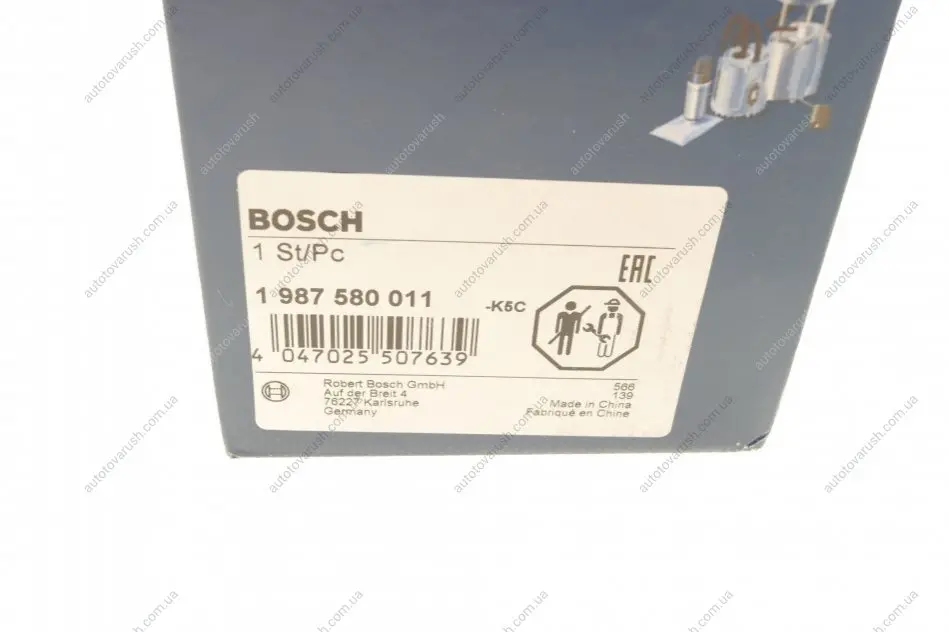 BOSCH
1 St/Pc
EAC
1 987 580 011
-K5C
4 047025 507639
Robert Bosch GmbH
Auf der Breit 4
76227 Karlsruhe
Germany
566
139
Made in China
Fabriqué en Chine
autotovarush.com.ua